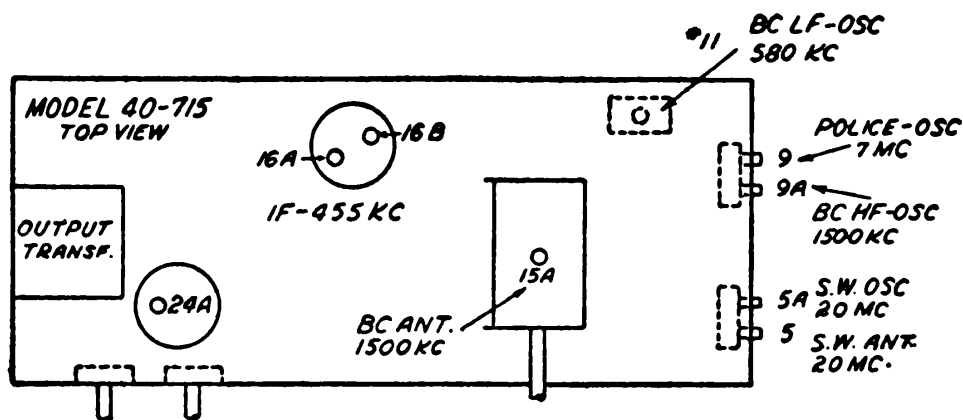 BC LF-OSC
*11
580 KC
MODEL 40-715
TOP VIEW
16B
16A
IF-455 KC
POLICE-OSC
9
7 MC
9A
BC HF-OSC
1500 KC
OUTPUT
TRANSF.
24A
15A
BC ANT.
1500 KC
5A
S.W. OSC
20 MC
5
S.W. ANT.
20 MC.